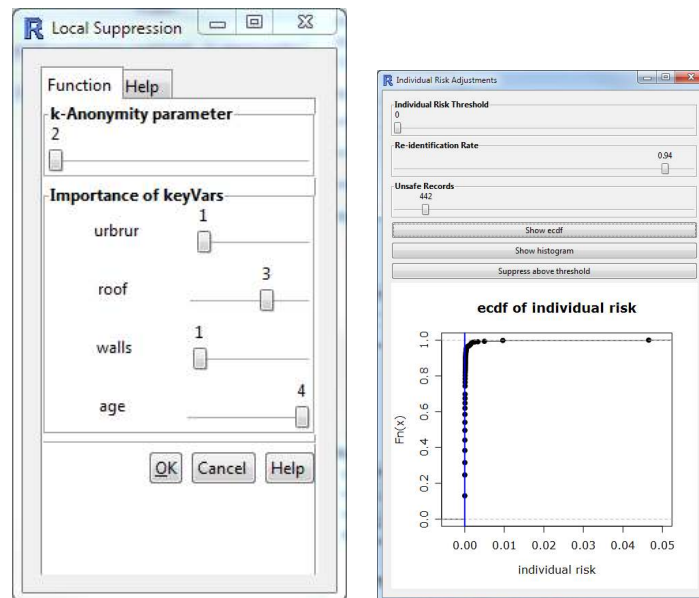 Local Suppression
Function Help
k-Anonymity parameter
2
Importance of keyVars
urbrur 1
roof 3
walls 1
age 4
OK Cancel Help
Individual Risk Adjustments
Individual Risk Threshold
0
Re-identification Rate
0.94
Unsafe Records
442
Show ecdf
Show histogram
Suppress above threshold
ecdf of individual risk
Fn(x)
1.0
0.8
0.6
0.4
0.2
0.0
0.00 0.01 0.02 0.03 0.04 0.05
individual risk